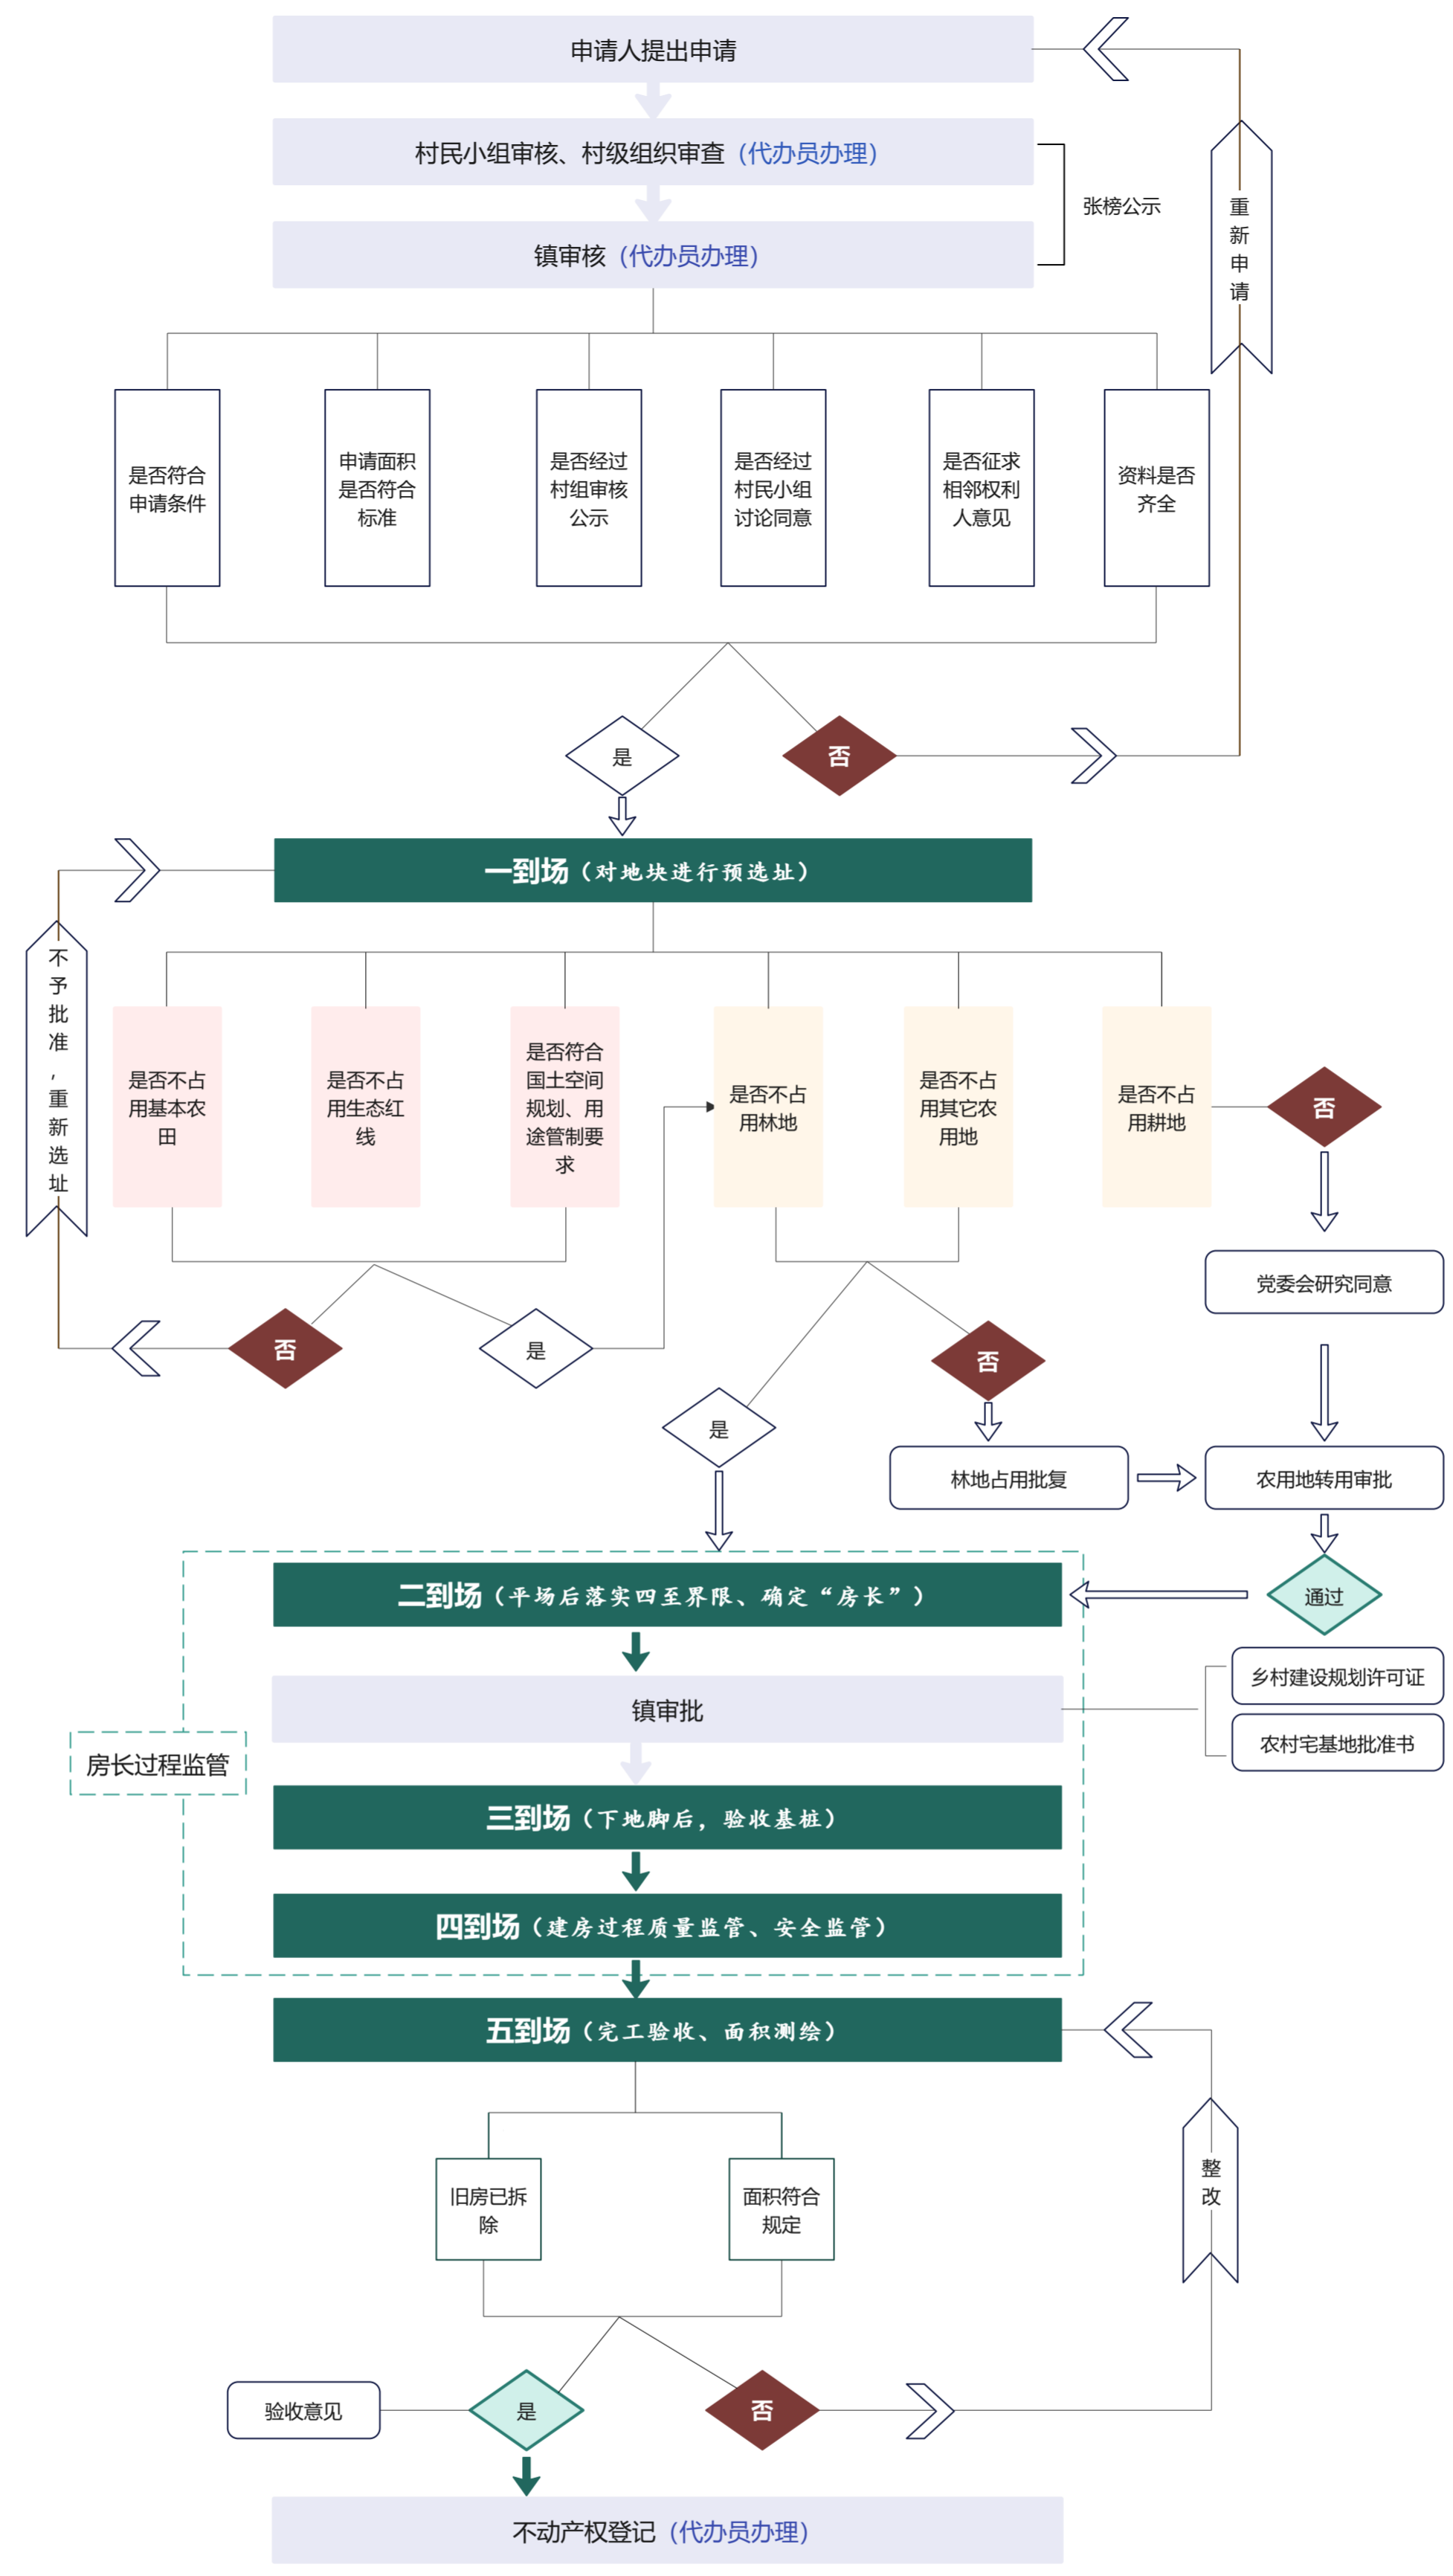 申请人提出申请
村民小组审核、村级组织审查（代办员办理）
镇审核（代办员办理）
张榜公示
重
新
申
请
是否符合
申请条件
申请面积
是否符合
标准
是否经过
村组审核
公示
是否经过
村民小组
讨论同意
是否征求
相邻权利
人意见
资料是否
齐全
是
否
一到场（对地块进行预选址）
不
予
批
准
，
重
新
选
址
是否不占
用基本农
田
是否不占
用生态红
线
是否符合
国土空间
规划、用
途管制要
求
是否不占
用林地
是否不占
用其它农
用地
是否不占
用耕地
否
党委会研究同意
否
是
否
是
林地占用批复
农用地转用审批
通过
二到场（平场后落实四至界限、确定“房长”）
镇审批
乡村建设规划许可证
农村宅基地批准书
房长过程监管
三到场（下地脚后，验收基桩）
四到场（建房过程质量监管、安全监管）
五到场（完工验收、面积测绘）
旧房已拆
除
面积符合
规定
整
改
验收意见
是
否
不动产权登记（代办员办理）